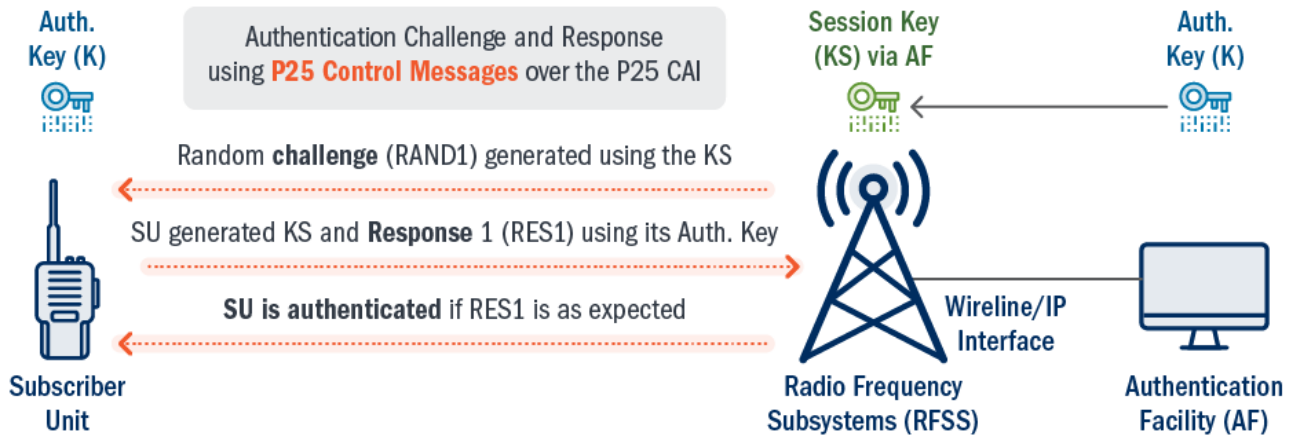 Auth.
Key (K)
Authentication Challenge and Response
using P25 Control Messages over the P25 CAI
Session Key
(KS) via AF
Auth.
Key (K)
Random challenge (RAND1) generated using the KS
SU generated KS and Response 1 (RES1) using its Auth. Key
SU is authenticated if RES1 is as expected
Wireline/IP
Interface
Subscriber
Unit
Radio Frequency
Subsystems (RFSS)
Authentication
Facility (AF)